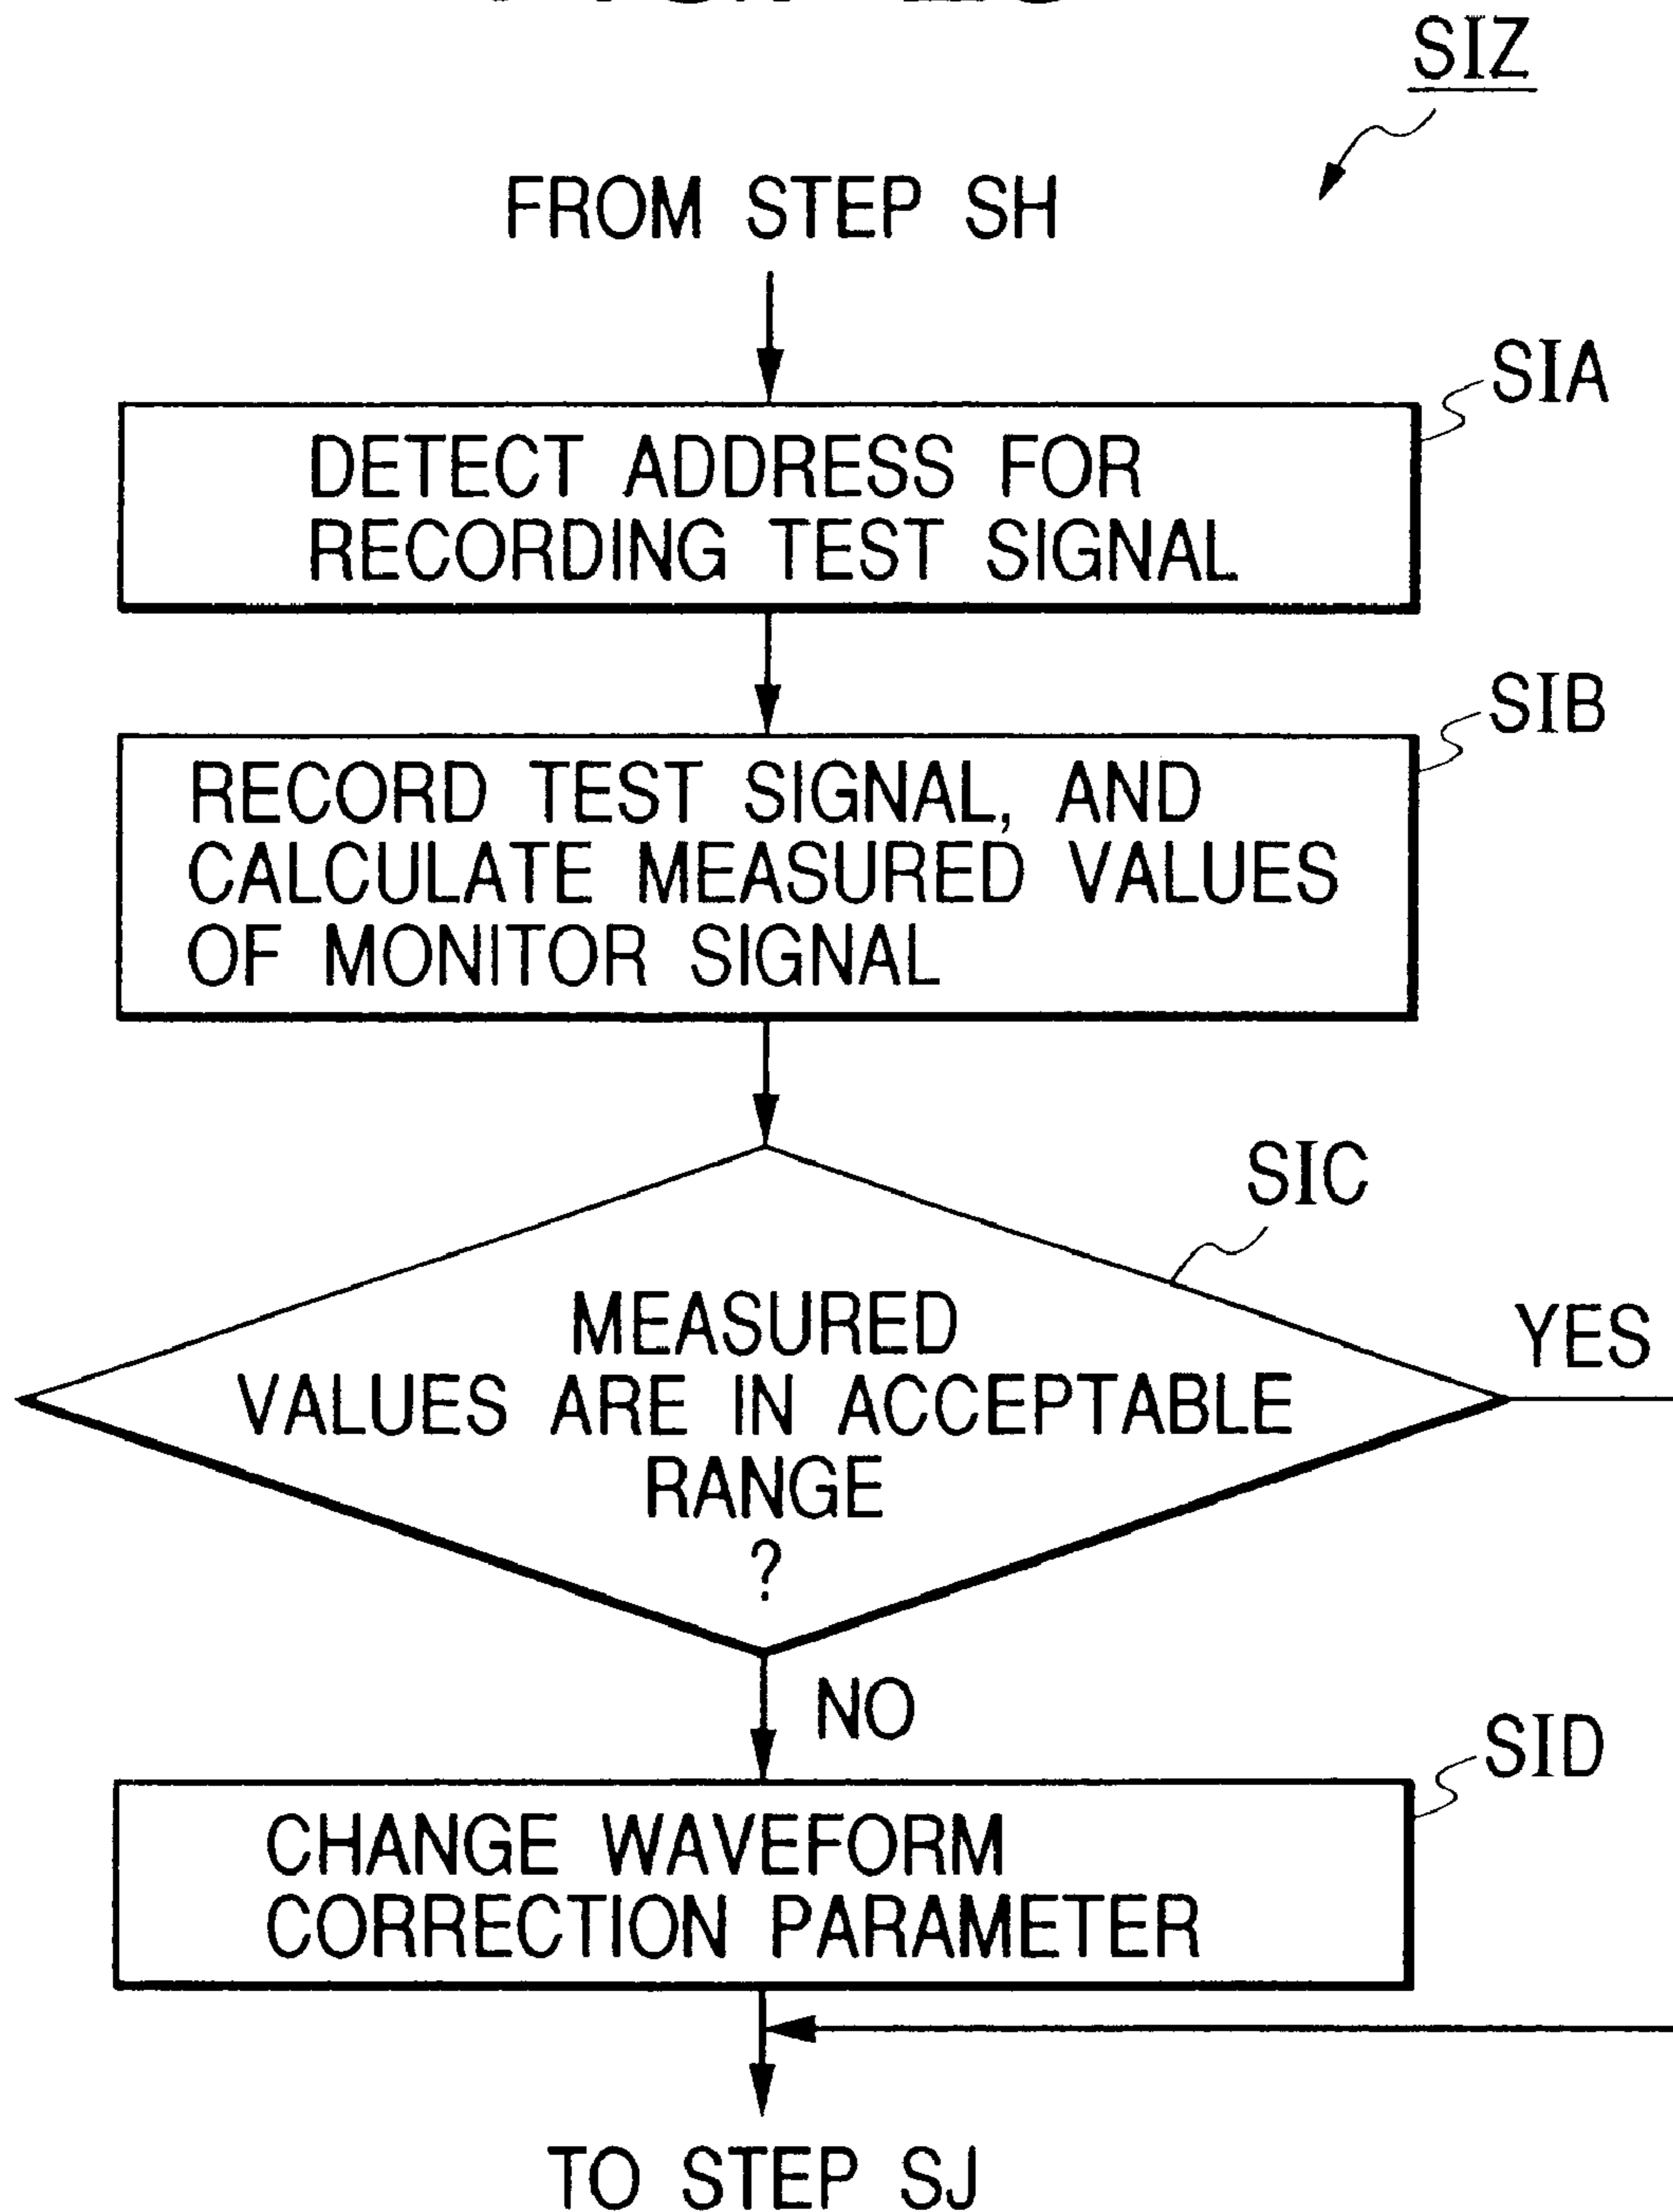 SIZ
FROM STEP SH
SIA
DETECT ADDRESS FOR
RECORDING TEST SIGNAL
SIB
RECORD TEST SIGNAL, AND
CALCULATE MEASURED VALUES
OF MONITOR SIGNAL
SIC
MEASURED
VALUES ARE IN ACCEPTABLE
RANGE
?
YES
NO
SID
CHANGE WAVEFORM
CORRECTION PARAMETER
TO STEP SJ